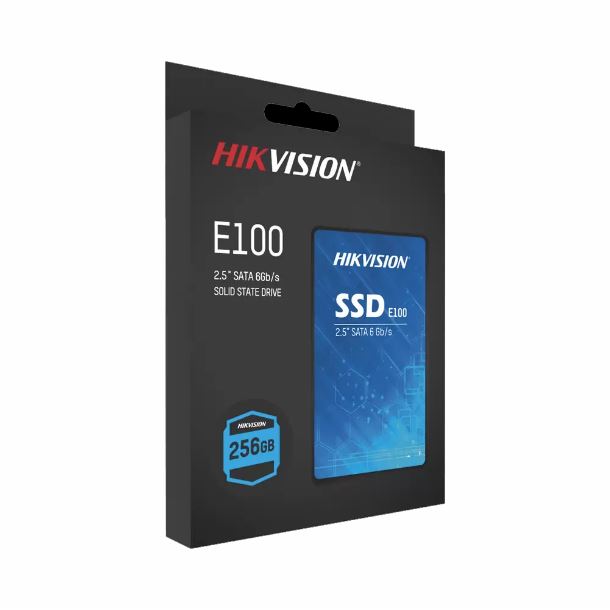 HIKVISION®
E100
2.5" SATA 6Gb/s
SOLID STATE DRIVE
HIKVISION®
SSD E100
2.5" SATA 6 Gb/s
HIKVISION
256GB